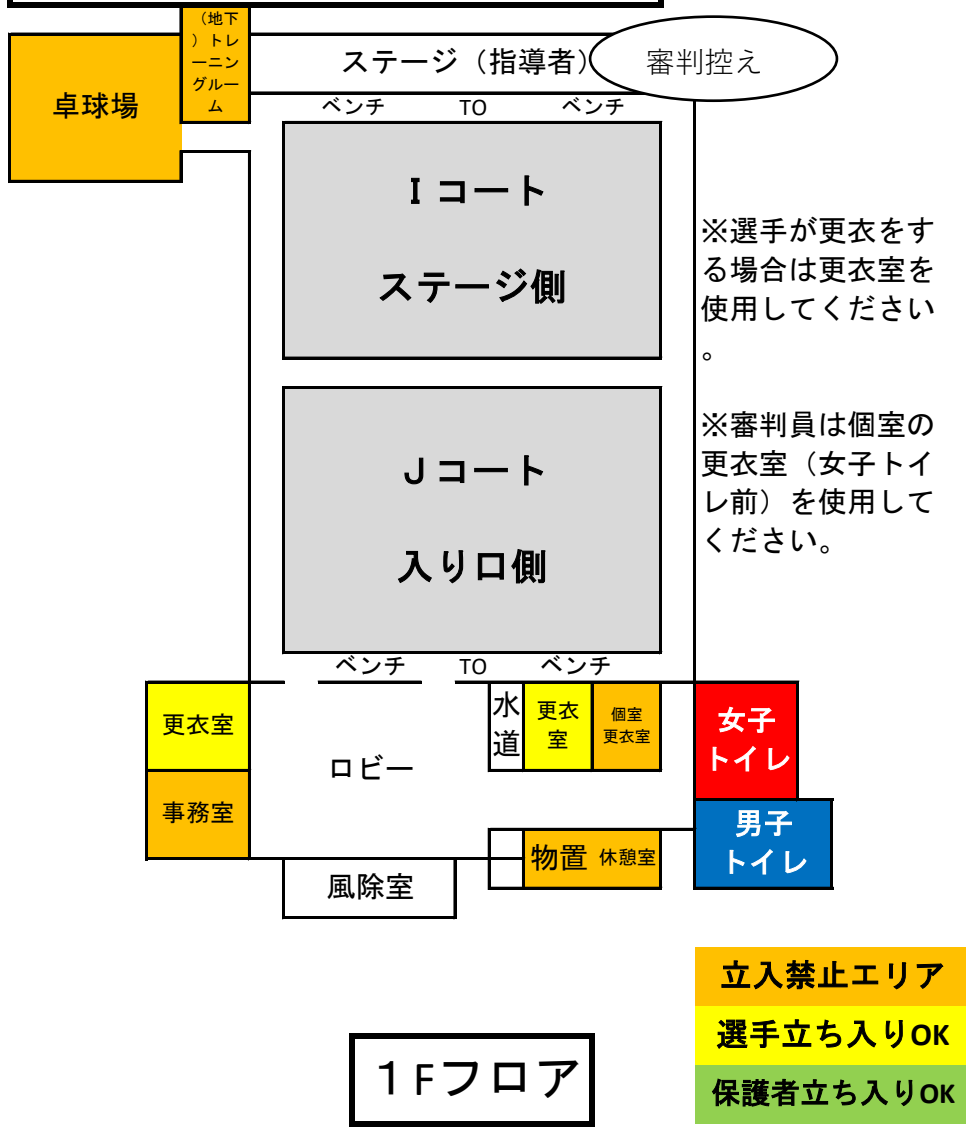 （地下
）トレ
ーニン
グルー
ム
卓球場
ステージ（指導者）
審判控え
ベンチ TO ベンチ
Ｉコート
ステージ側
※選手が更衣をす
る場合は更衣室を
使用してください
。
※審判員は個室の
更衣室（女子トイ
レ前）を使用して
ください。
Ｊコート
入り口側
ベンチ TO ベンチ
更衣室
事務室
ロビー
水
道
更衣
室
個室
更衣室
女子
トイレ
男子
トイレ
物置 休憩室
風除室
立入禁止エリア
選手立ち入りOK
保護者立ち入りOK
１Fフロア